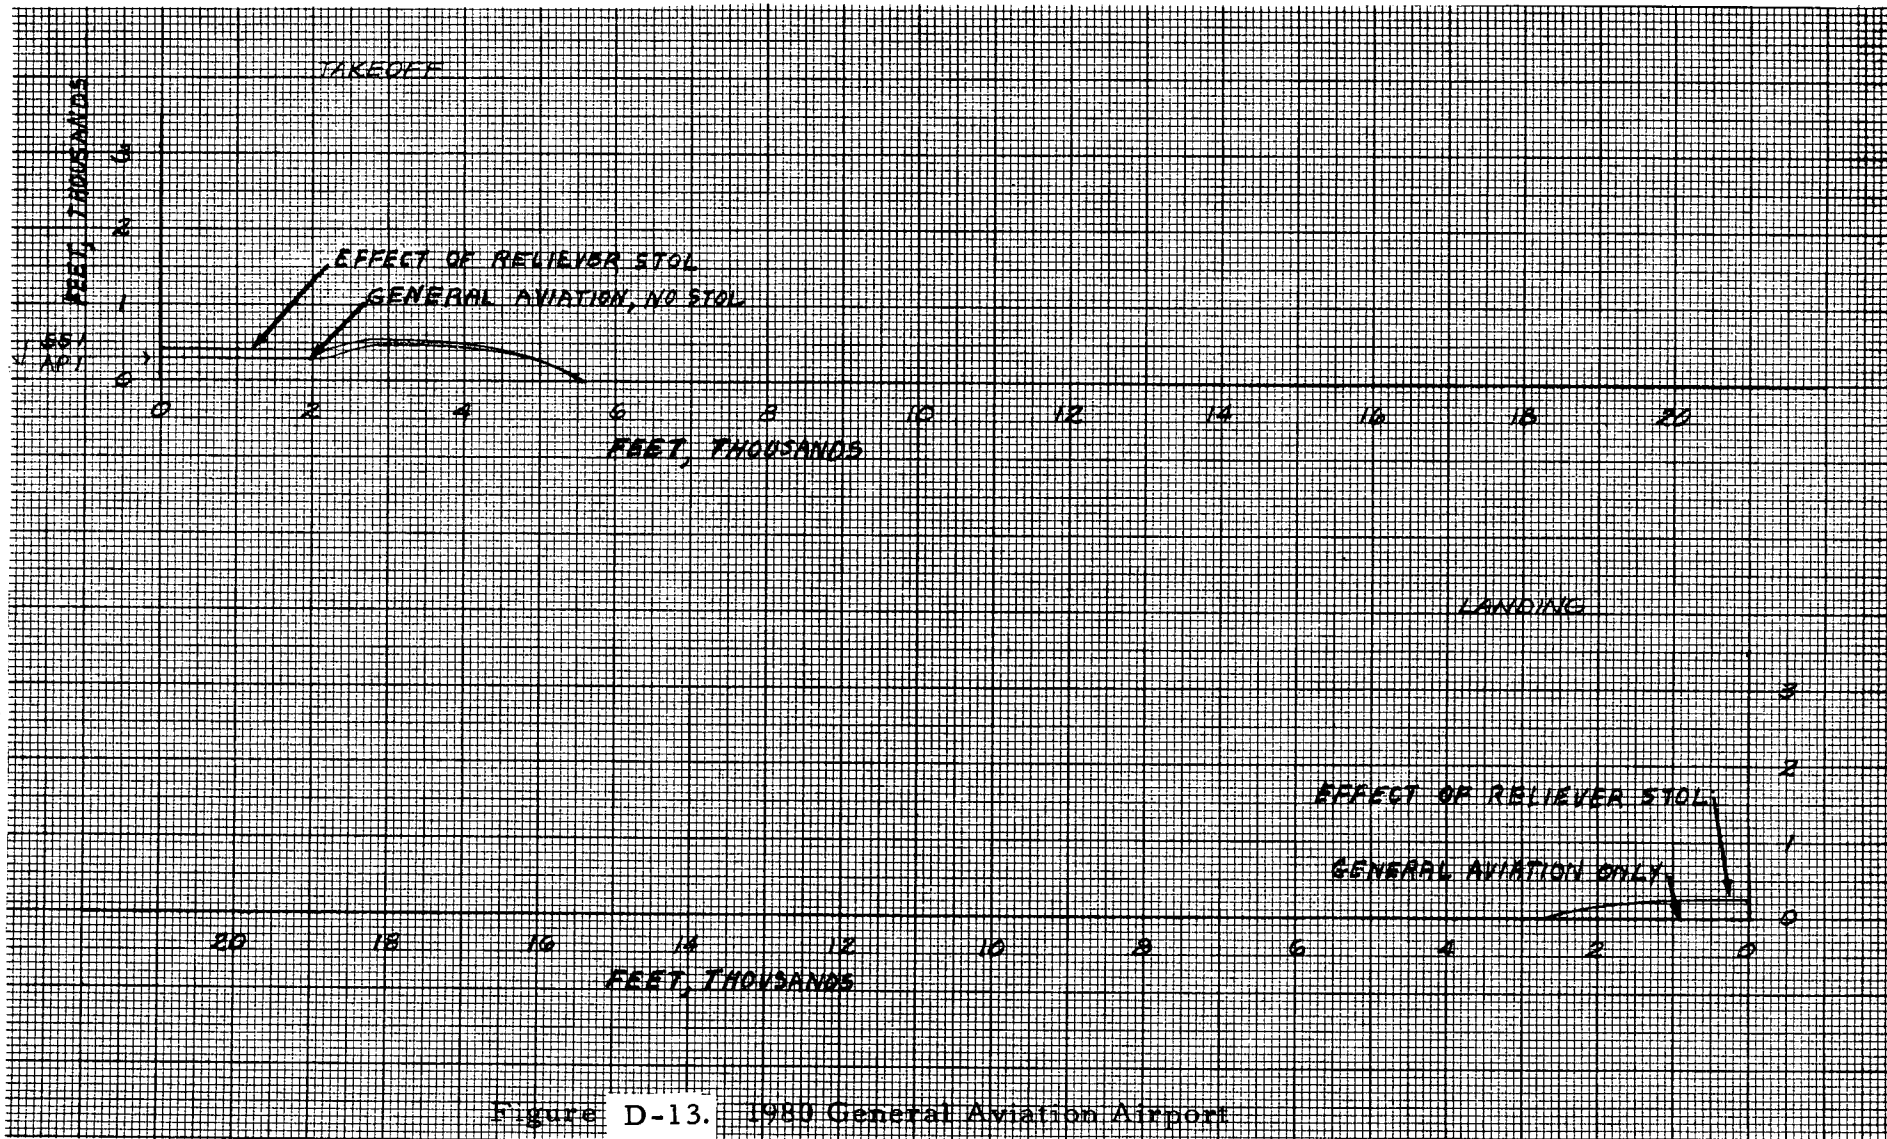 TAKEOFF
FEET, THOUSANDS
3
2
EFFECT OF RELIEVER STOL
GENERAL AVIATION, NO STOL
1
0
0 2 4 6 8 10 12 14 16 18 20
FEET, THOUSANDS
LANDING
3
2
EFFECT OF RELIEVER STOL
1
GENERAL AVIATION ONLY
0
20 18 16 14 12 10 8 6 4 2 0
FEET, THOUSANDS
Figure D-13. 1980 General Aviation Airport